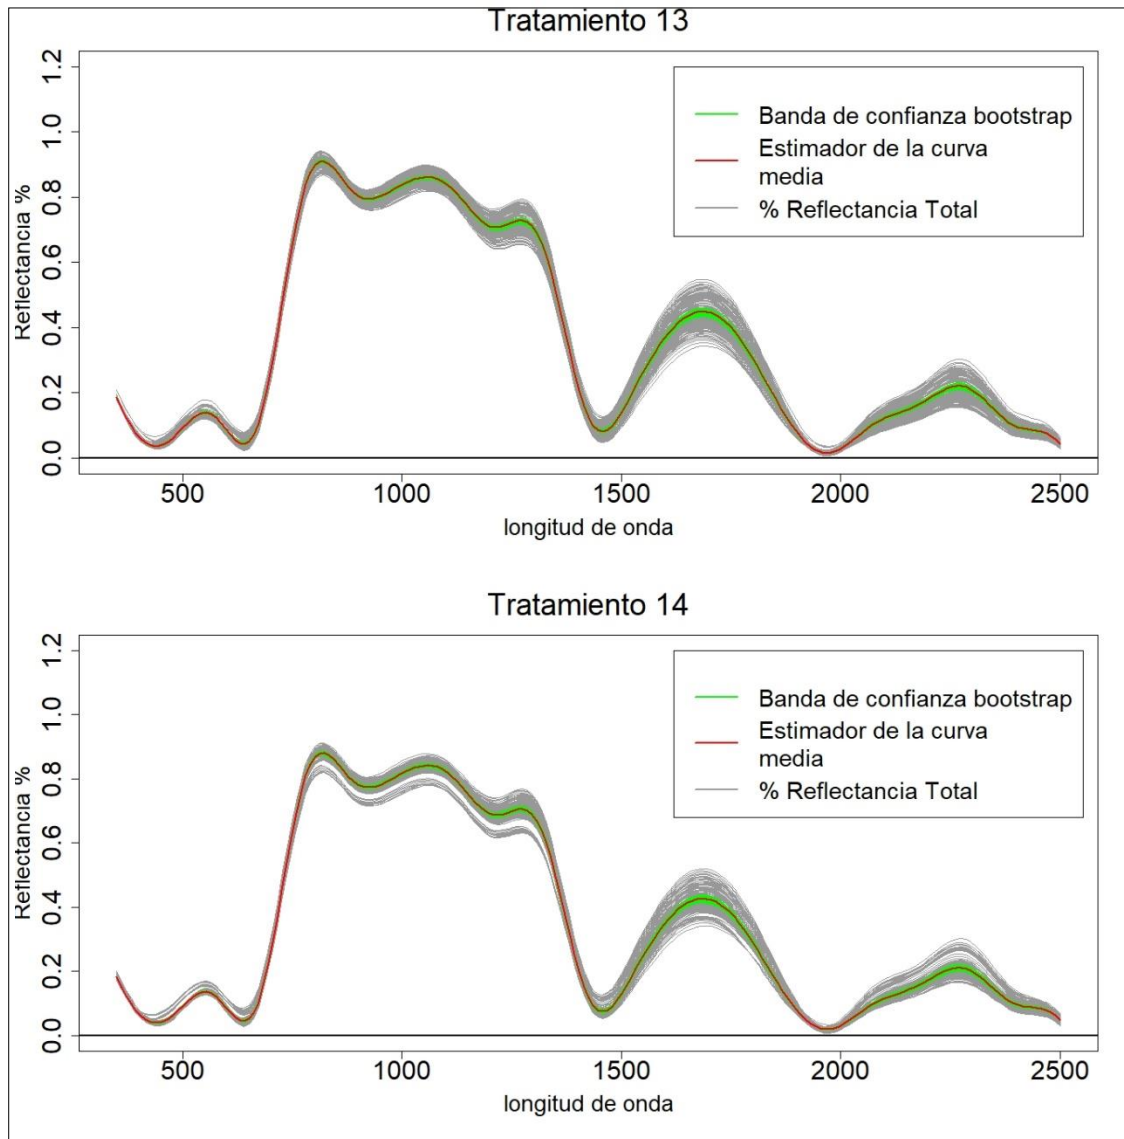 Tratamiento 13
1.2
1.0
0.8
0.6
0.4
0.2
0.0
Reflectancia %
Banda de confianza bootstrap
Estimador de la curva
media
% Reflectancia Total
500 1000 1500 2000 2500
longitud de onda
Tratamiento 14
1.2
1.0
0.8
0.6
0.4
0.2
0.0
Reflectancia %
Banda de confianza bootstrap
Estimador de la curva
media
% Reflectancia Total
500 1000 1500 2000 2500
longitud de onda